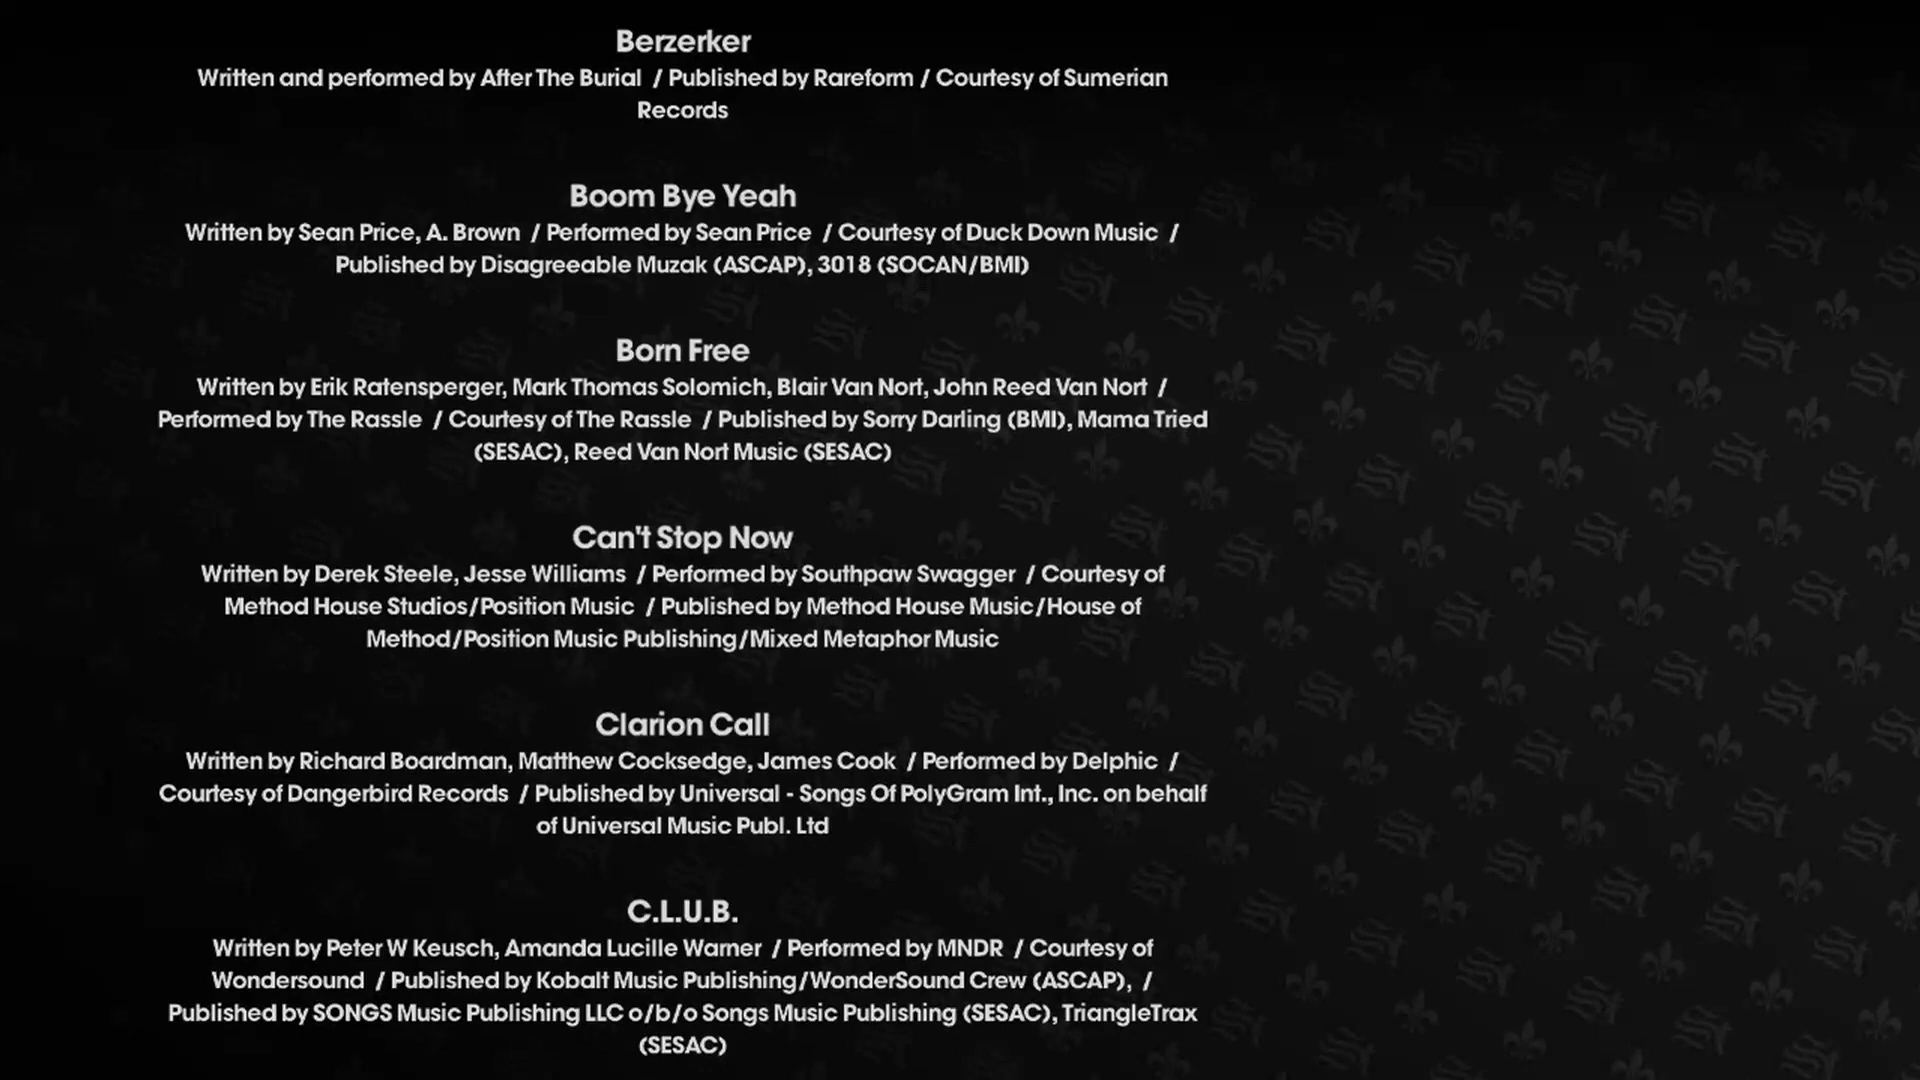 Berzerker
Written and performed by After The Burial / Published by Rareform / Courtesy of Sumerian
Records
Boom Bye Yeah
Written by Sean Price, A. Brown / Performed by Sean Price / Courtesy of Duck Down Music /
Published by Disagreeable Muzak (ASCAP), 3018 (SOCAN/BMI)
Born Free
Written by Erik Ratensperger, Mark Thomas Solomich, Blair Van Nort, John Reed Van Nort /
Performed by The Rassle / Courtesy of The Rassle / Published by Sorry Darling (BMI), Mama Tried
(SESAC), Reed Van Nort Music (SESAC)
Can't Stop Now
Written by Derek Steele, Jesse Williams / Performed by Southpaw Swagger / Courtesy of
Method House Studios/Position Music / Published by Method House Music/House of
Method/Position Music Publishing/Mixed Metaphor Music
Clarion Call
Written by Richard Boardman, Matthew Cocksedge, James Cook / Performed by Delphic /
Courtesy of Dangerbird Records / Published by Universal - Songs Of PolyGram Int., Inc. on behalf
of Universal Music Publ. Ltd
C.L.U.B.
Written by Peter W Keusch, Amanda Lucille Warner / Performed by MNDR / Courtesy of
Wondersound / Published by Kobalt Music Publishing/WonderSound Crew (ASCAP), /
Published by SONGS Music Publishing LLC o/b/o Songs Music Publishing (SESAC), TriangleTrax
(SESAC)